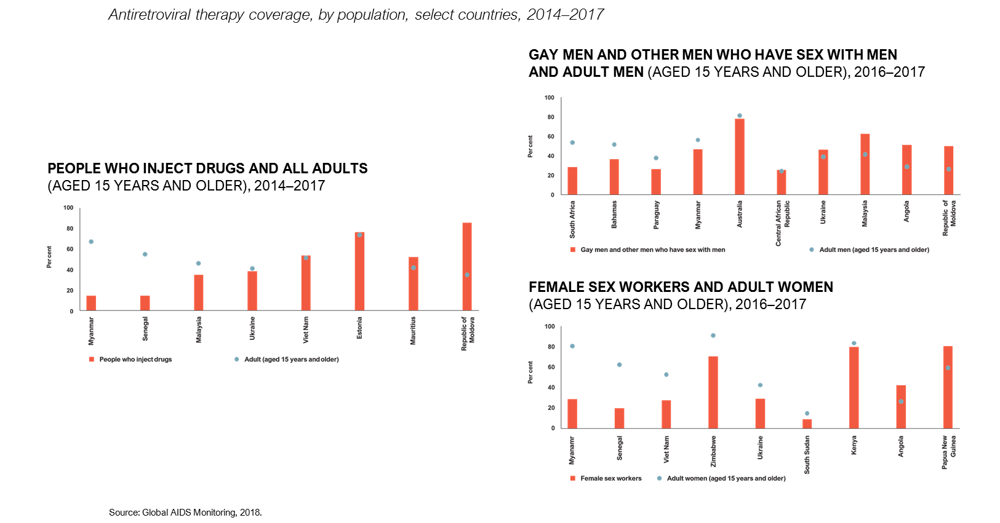 Antiretroviral therapy coverage, by population, select countries, 2014–2017
PEOPLE WHO INJECT DRUGS AND ALL ADULTS
(AGED 15 YEARS AND OLDER), 2014–2017
100
80
60
40
20
0
Per cent
Myanmar
Senegal
Malaysia
Ukraine
Viet Nam
Estonia
Mauritius
Republic of
Moldova
People who inject drugs
Adult (aged 15 years and older)
GAY MEN AND OTHER MEN WHO HAVE SEX WITH MEN
AND ADULT MEN (AGED 15 YEARS AND OLDER), 2016–2017
100
80
60
40
20
0
Per cent
South Africa
Bahamas
Paraguay
Myanmar
Australia
Central African
Republic
Ukraine
Malaysia
Angola
Republic of
Moldova
Gay men and other men who have sex with men
Adult men (aged 15 years and older)
FEMALE SEX WORKERS AND ADULT WOMEN
(AGED 15 YEARS AND OLDER), 2016–2017
100
80
60
40
20
0
Per cent
Myanamr
Senegal
Viet Nam
Zimbabwe
Ukraine
South Sudan
Kenya
Angola
Papua New
Guinea
Female sex workers
Adult women (aged 15 years and older)
Source: Global AIDS Monitoring, 2018.